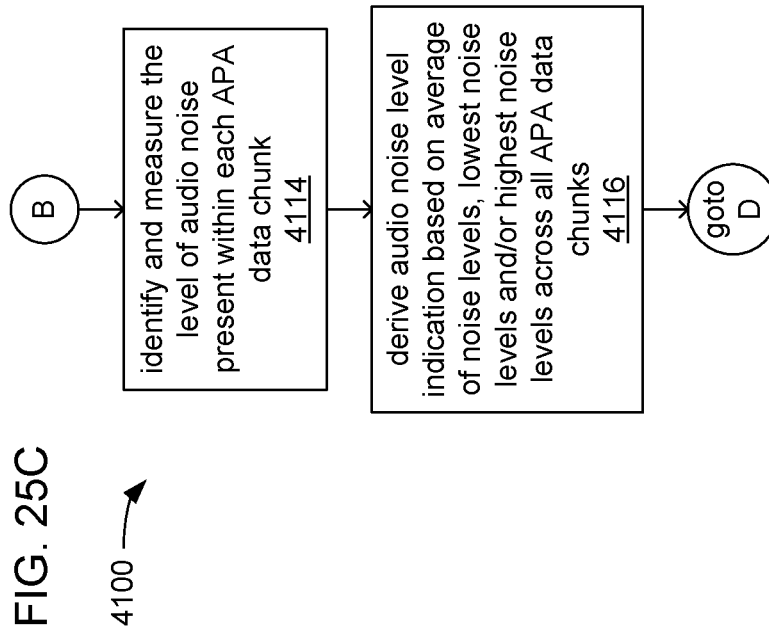 FIG. 25C
4100
B
identify and measure the
level of audio noise
present within each APA
data chunk
4114
derive audio noise level
indication based on average
of noise levels, lowest noise
levels and/or highest noise
levels across all APA data
chunks
4116
goto
D